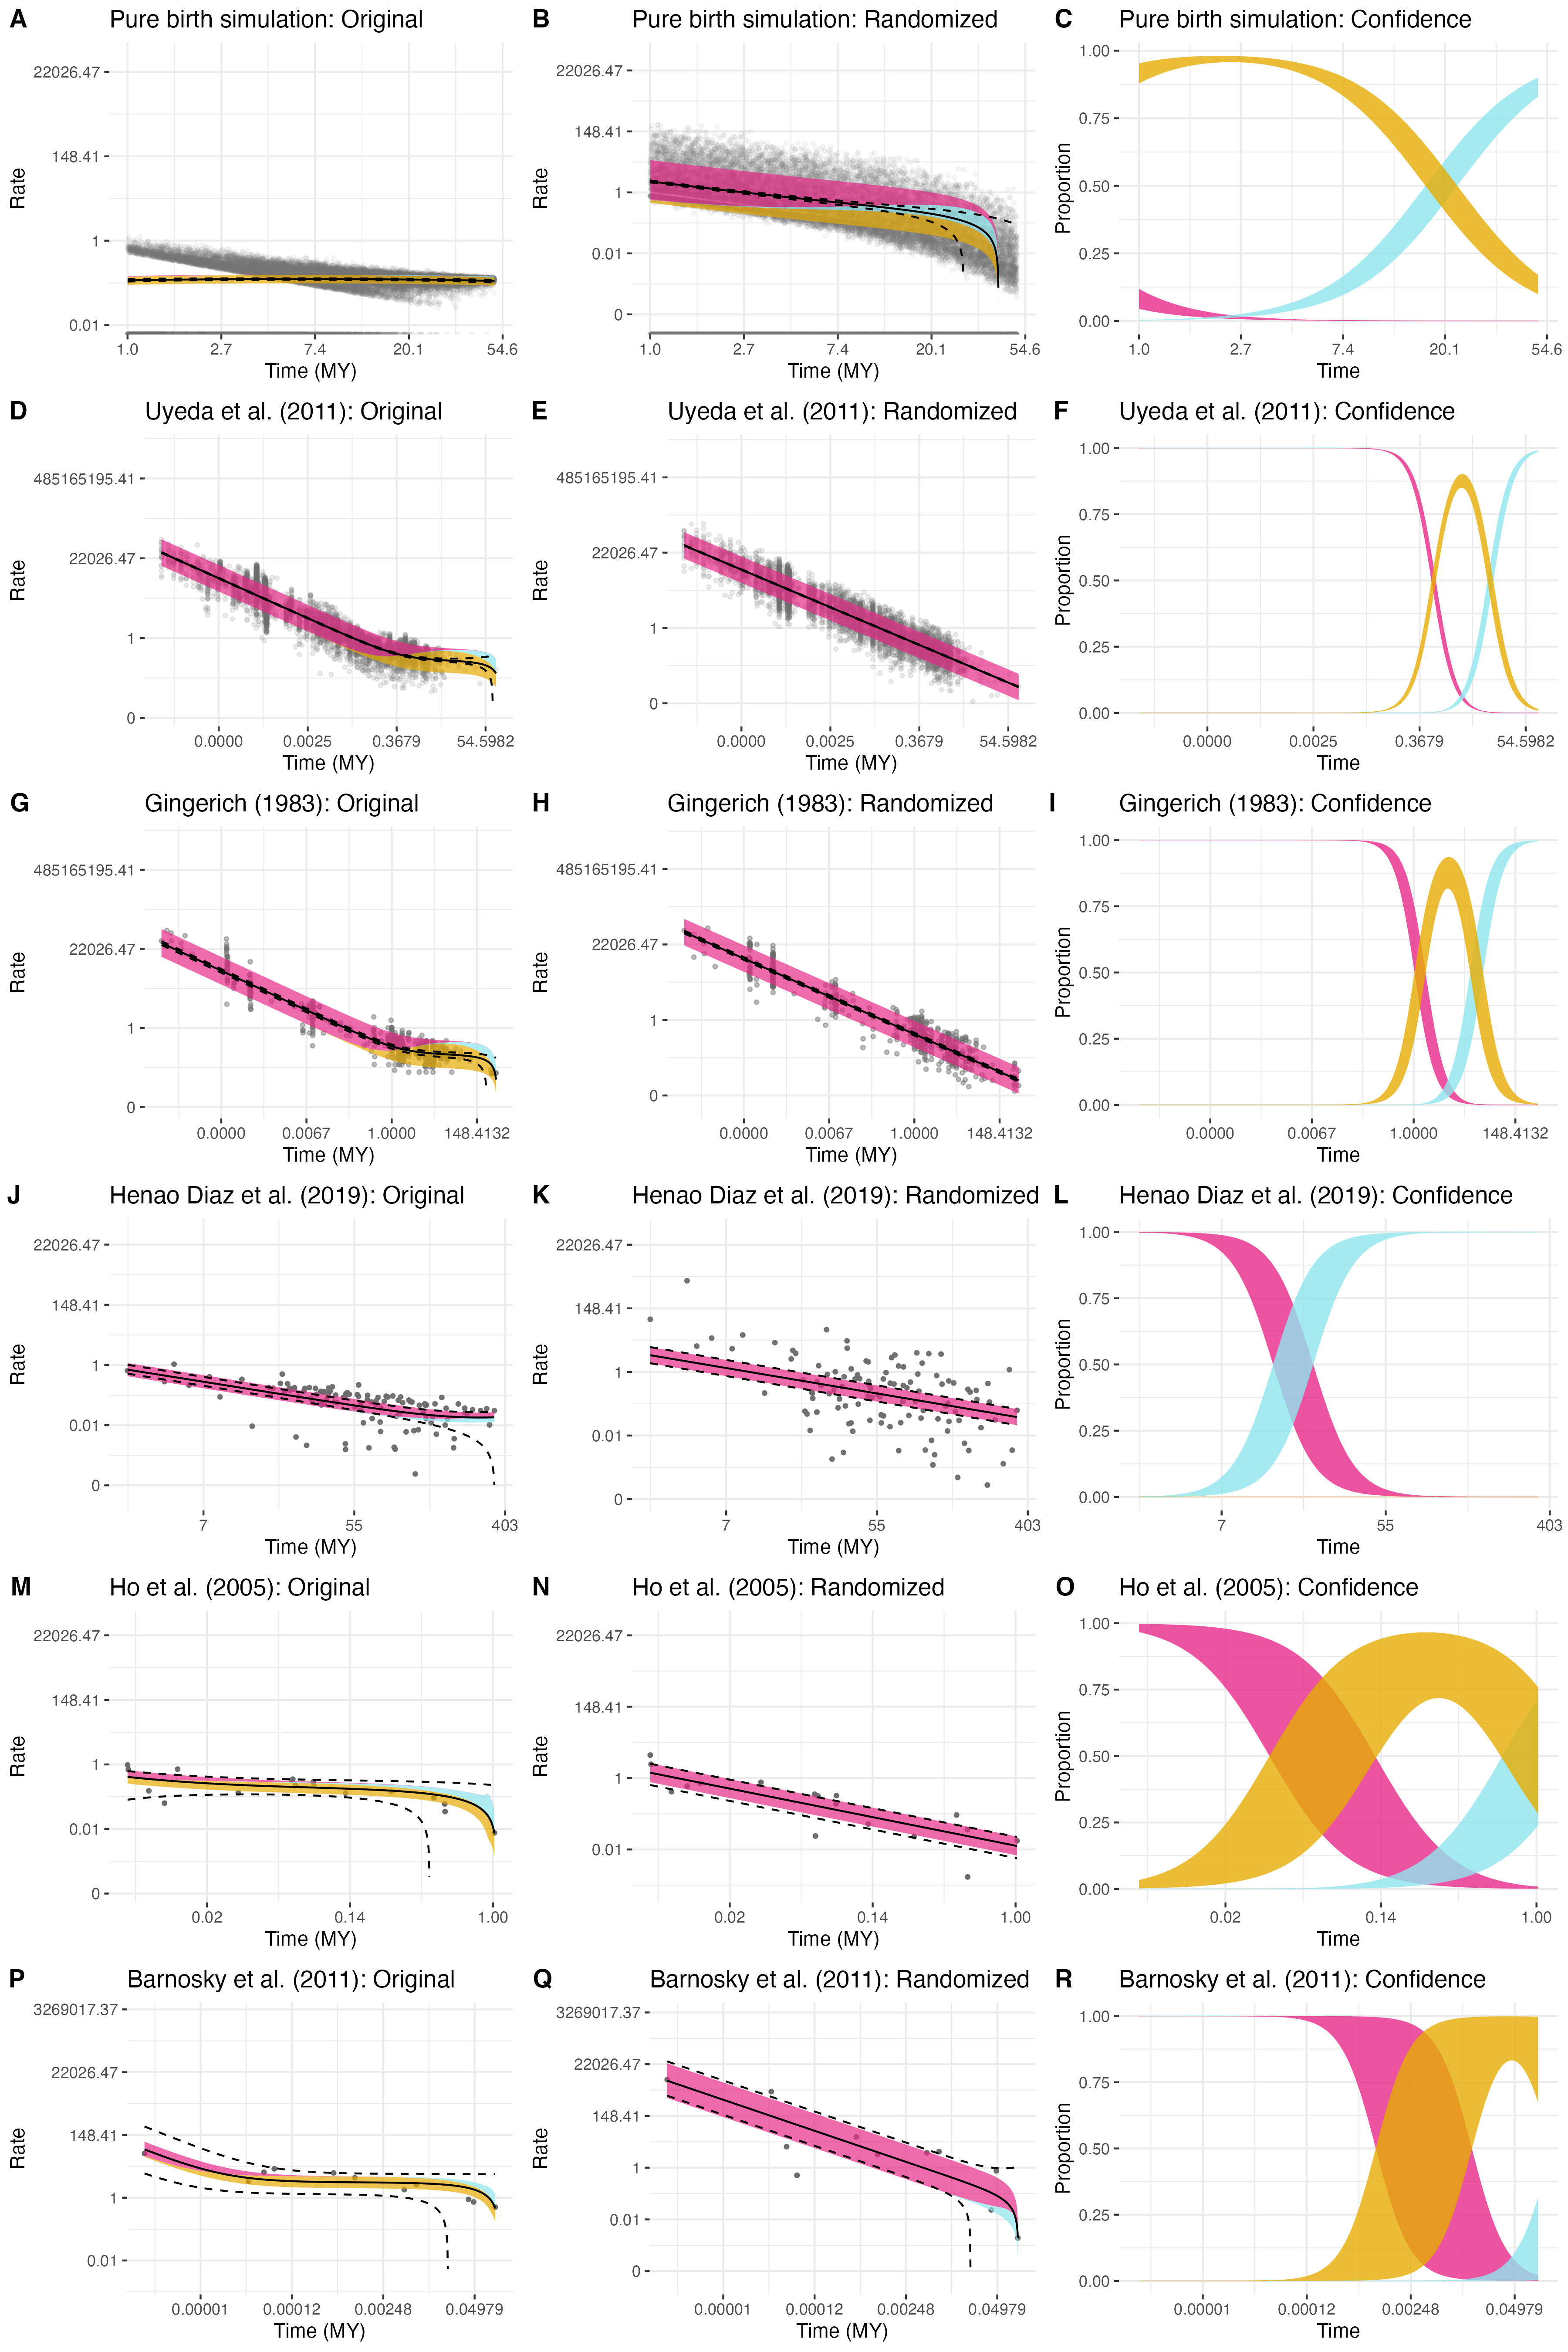 A Pure birth simulation: Original
22026.47
148.41
1
0.01
Rate
1.0 2.7 7.4 20.1 54.6
Time (MY)
B Pure birth simulation: Randomized
22026.47
148.41
1
0.01
0
Rate
1.0 2.7 7.4 20.1 54.6
Time (MY)
C Pure birth simulation: Confidence
1.00
0.75
0.50
0.25
0.00
Proportion
1.0 2.7 7.4 20.1 54.6
Time
D Uyeda et al. (2011): Original
485165195.41
22026.47
1
0
Rate
0.0000 0.0025 0.3679 54.5982
Time (MY)
E Uyeda et al. (2011): Randomized
485165195.41
22026.47
1
0
Rate
0.0000 0.0025 0.3679 54.5982
Time (MY)
F Uyeda et al. (2011): Confidence
1.00
0.75
0.50
0.25
0.00
Proportion
0.0000 0.0025 0.3679 54.5982
Time
G Gingerich (1983): Original
485165195.41
22026.47
1
0
Rate
0.0000 0.0067 1.0000 148.4132
Time (MY)
H Gingerich (1983): Randomized
485165195.41
22026.47
1
0
Rate
0.0000 0.0067 1.0000 148.4132
Time (MY)
I Gingerich (1983): Confidence
1.00
0.75
0.50
0.25
0.00
Proportion
0.0000 0.0067 1.0000 148.4132
Time
J Henao Diaz et al. (2019): Original
22026.47
148.41
1
0.01
0
Rate
7 55 403
Time (MY)
K Henao Diaz et al. (2019): Randomized
22026.47
148.41
1
0.01
0
Rate
7 55 403
Time (MY)
L Henao Diaz et al. (2019): Confidence
1.00
0.75
0.50
0.25
0.00
Proportion
7 55 403
Time
M Ho et al. (2005): Original
22026.47
148.41
1
0.01
0
Rate
0.02 0.14 1.00
Time (MY)
N Ho et al. (2005): Randomized
22026.47
148.41
1
0.01
Rate
0.02 0.14 1.00
Time (MY)
O Ho et al. (2005): Confidence
1.00
0.75
0.50
0.25
0.00
Proportion
0.02 0.14 1.00
Time
P Barnosky et al. (2011): Original
3269017.37
22026.47
148.41
1
0.01
Rate
0.00001 0.00012 0.00248 0.04979
Time (MY)
Q Barnosky et al. (2011): Randomized
3269017.37
22026.47
148.41
1
0.01
0
Rate
0.00001 0.00012 0.00248 0.04979
Time (MY)
R Barnosky et al. (2011): Confidence
1.00
0.75
0.50
0.25
0.00
Proportion
0.00001 0.00012 0.00248 0.04979
Time